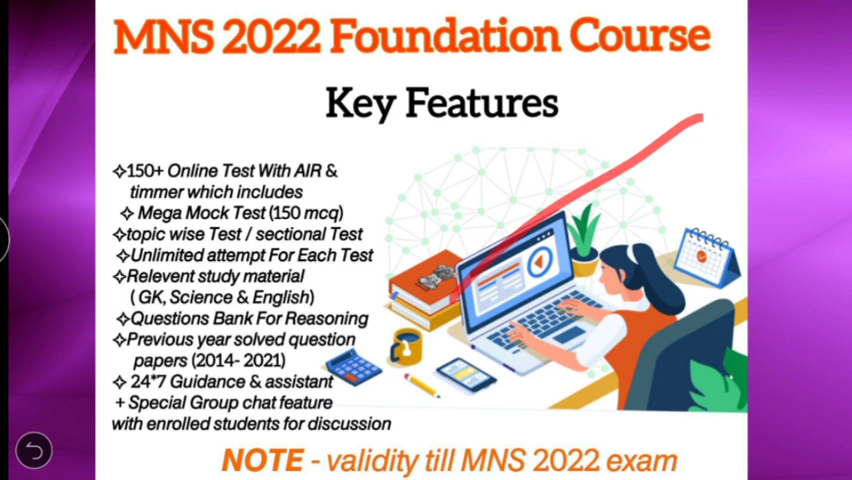 MNS 2022 Foundation Course
Key Features
✧150+ Online Test With AIR &
timmer which includes
✧ Mega Mock Test (150 mcq)
✧topic wise Test / sectional Test
✧Unlimited attempt For Each Test
✧Relevent study material
( GK, Science & English)
✧Questions Bank For Reasoning
✧Previous year solved question
papers (2014- 2021)
✧ 24*7 Guidance & assistant
+ Special Group chat feature
with enrolled students for discussion
NOTE - validity till MNS 2022 exam